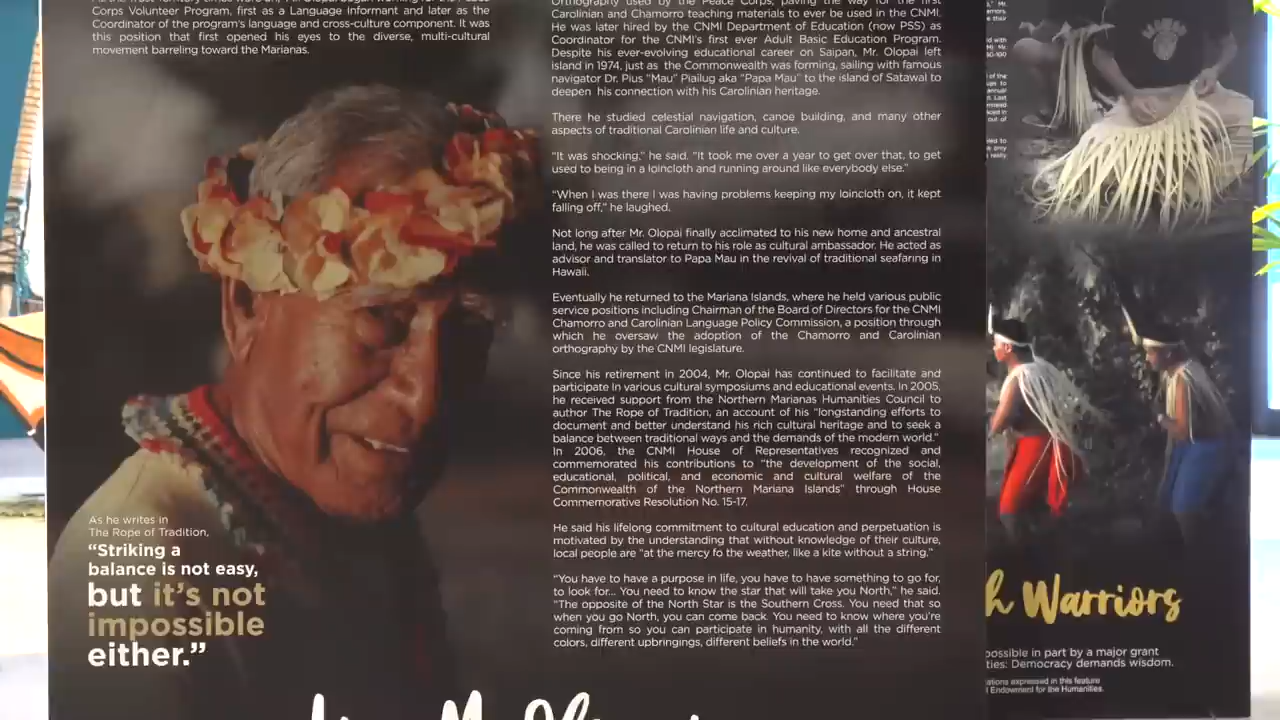 Corps Volunteer Program, first as a Language informant and later as the
Coordinator of the program's language and cross-culture component. It was
this position that first opened his eyes to the diverse, multi-cultural
movement barreling toward the Marianas.
As he writes in
The Rope of Tradition,
“Striking a
balance is not easy,
but it's not
impossible
either.”
Orthography used by the Peace Corps, paving the way for the first
Carolinian and Chamorro teaching materials to ever be used in the CNMI.
He was later hired by the CNMI Department of Education (now PSS) as
Coordinator for the CNMI's first ever Adult Basic Education Program.
Despite his ever-evolving educational career on Saipan, Mr. Olopai left
island in 1974, just as the Commonwealth was forming, sailing with famous
navigator Dr. Pius “Mau” Piailug aka “Papa Mau” to the island of Satawal to
deepen his connection with his Carolinian heritage.
There he studied celestial navigation, canoe building, and many other
aspects of traditional Carolinian life and culture.
“It was shocking,” he said. “It took me over a year to get over that, to get
used to being in a loincloth and running around like everybody else.”
“When I was there I was having problems keeping my loincloth on, it kept
falling off,” he laughed.
Not long after Mr. Olopai finally acclimated to his new home and ancestral
land, he was called to return to his role as cultural ambassador. He acted as
advisor and translator to Papa Mau in the revival of traditional seafaring in
Hawaii.
Eventually he returned to the Mariana Islands, where he held various public
service positions including Chairman of the Board of Directors for the CNMI
Chamorro and Carolinian Language Policy Commission, a position through
which he oversaw the adoption of the Chamorro and Carolinian
orthography by the CNMI legislature.
Since his retirement in 2004, Mr. Olopai has continued to facilitate and
participate in various cultural symposiums and educational events. In 2005,
he received support from the Northern Marianas Humanities Council to
author The Rope of Tradition, an account of his “longstanding efforts to
document and better understand his rich cultural heritage and to seek a
balance between traditional ways and the demands of the modern world.”
In 2006, the CNMI House of Representatives recognized and
commemorated his contributions to “the development of the social,
educational, political, and economic and cultural welfare of the
Commonwealth of the Northern Mariana Islands” through House
Commemorative Resolution No. 15-17.
He said his lifelong commitment to cultural education and perpetuation is
motivated by the understanding that without knowledge of their culture,
local people are “at the mercy fo the weather, like a kite without a string.”
“You have to have a purpose in life, you have to have something to go for,
to look for... You need to know the star that will take you North,” he said.
“The opposite of the North Star is the Southern Cross. You need that so
when you go North, you can come back. You need to know where you're
coming from so you can participate in humanity, with all the different
colors, different upbringings, different beliefs in the world.”
h Warriors
possible in part by a major grant
ties: Democracy demands wisdom.
ations expressed in this feature
l Endowment for the Humanities.